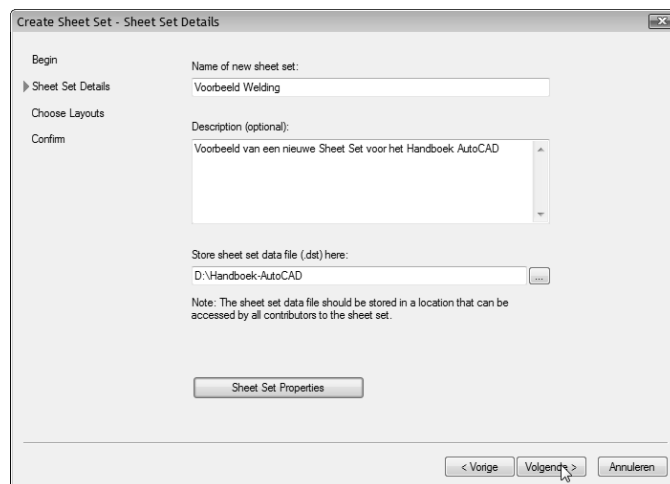 Create Sheet Set - Sheet Set Details
Begin
Sheet Set Details
Choose Layouts
Confirm
Name of new sheet set:
Voorbeeld Welding
Description (optional):
Voorbeeld van een nieuwe Sheet Set voor het Handboek AutoCAD
Store sheet set data file (.dst) here:
D:\Handboek-AutoCAD
...
Note: The sheet set data file should be stored in a location that can be
accessed by all contributors to the sheet set.
Sheet Set Properties
< Vorige
Volgende >
Annuleren